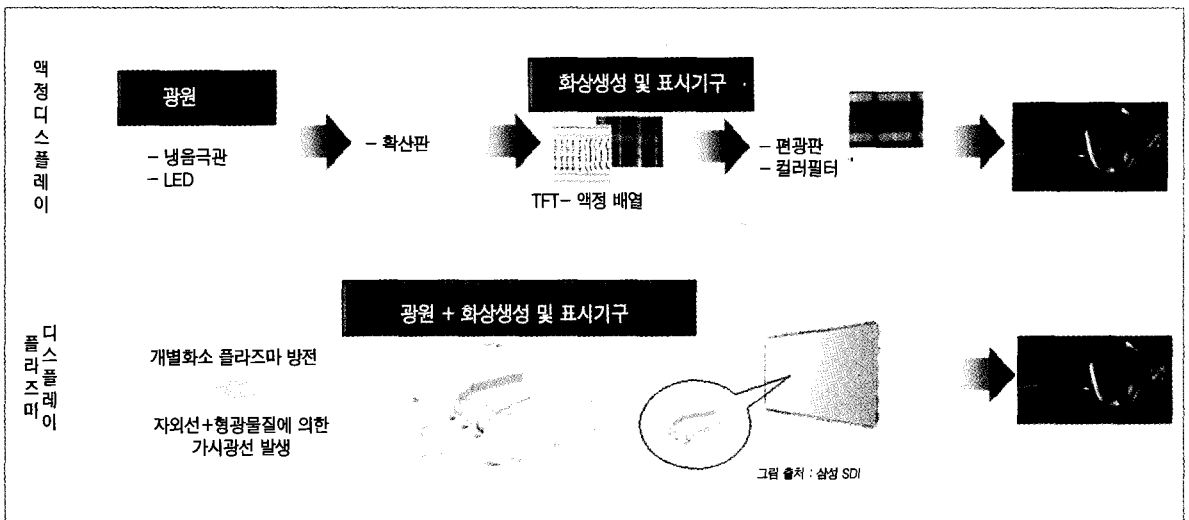 액정디스플레이
광원
- 냉음극관
- LED
- 확산판
화상생성 및 표시기구
TFT- 액정 배열
- 편광판
- 컬러필터
플라즈마
디스플레이
광원 + 화상생성 및 표시기구
개별화소 플라즈마 방전
자외선+형광물질에 의한
가시광선 발생
그림 출처 : 삼성 SDI